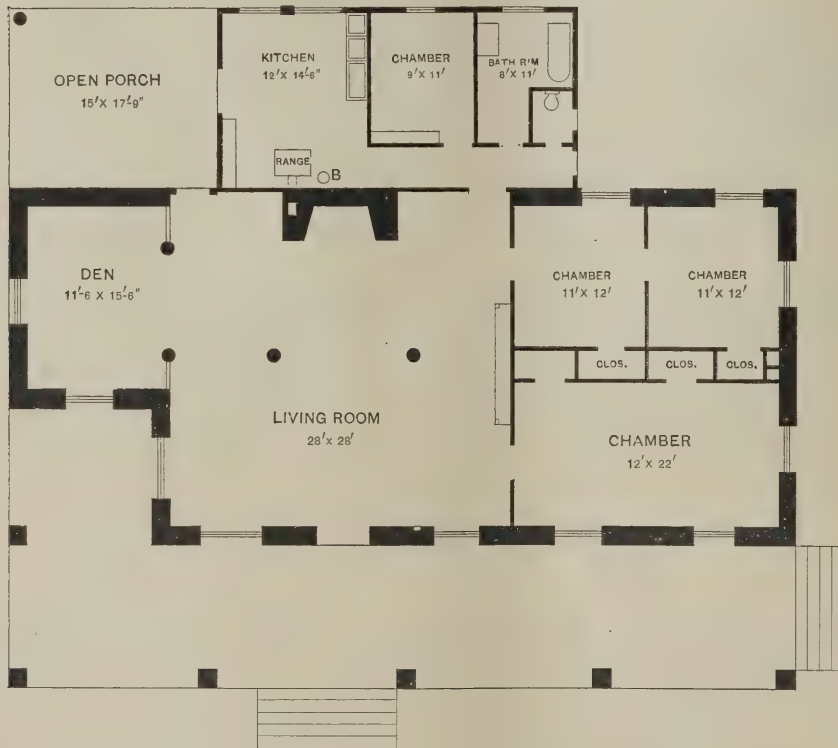 OPEN PORCH
15'X 17'-9"
KITCHEN
12'X 14'-6"
CHAMBER
9'X 11'
BATH R'M
8'X 11'
RANGE
B
DEN
11'-6 X 15'-6"
CHAMBER
11'X 12'
CHAMBER
11'X 12'
CLOS.
CLOS.
CLOS.
LIVING ROOM
28'X 28'
CHAMBER
12'X 22'